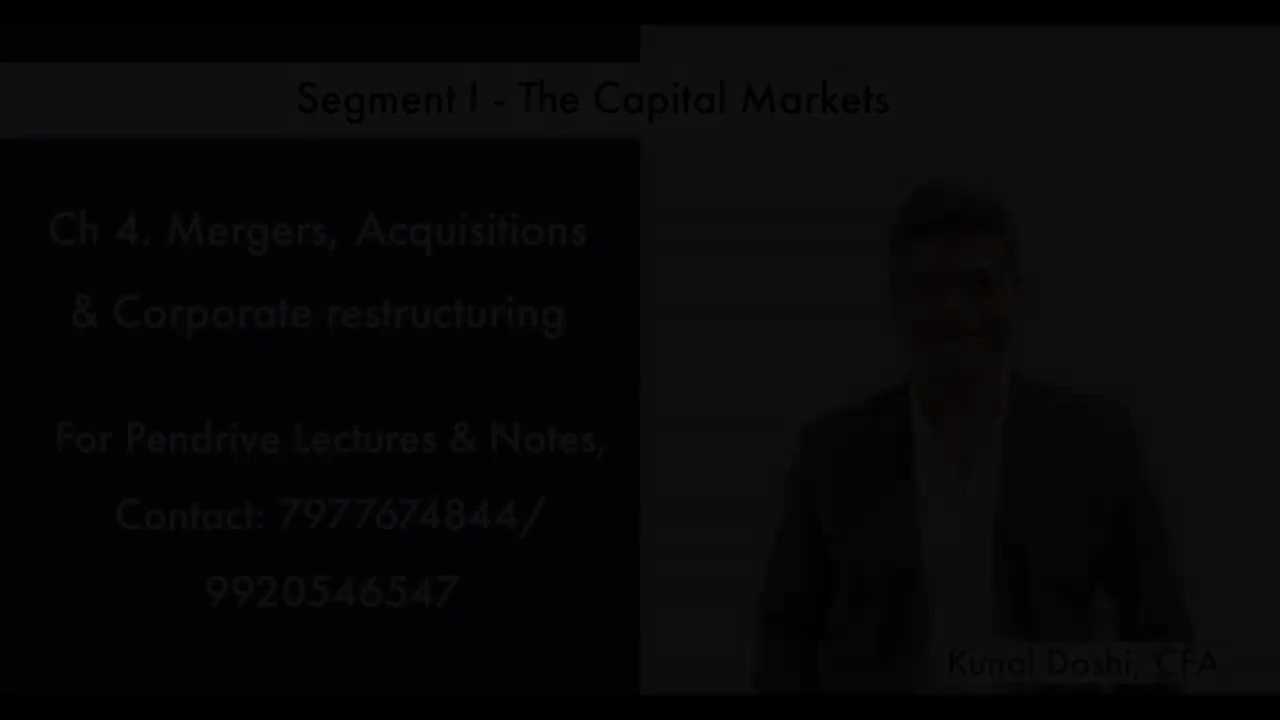 Segment I - The Capital Markets
Ch 4. Mergers, Acquisitions
& Corporate restructuring
For Pendrive Lectures & Notes,
Contact: 7977674844/
9920546547
Kunal Doshi, CFA